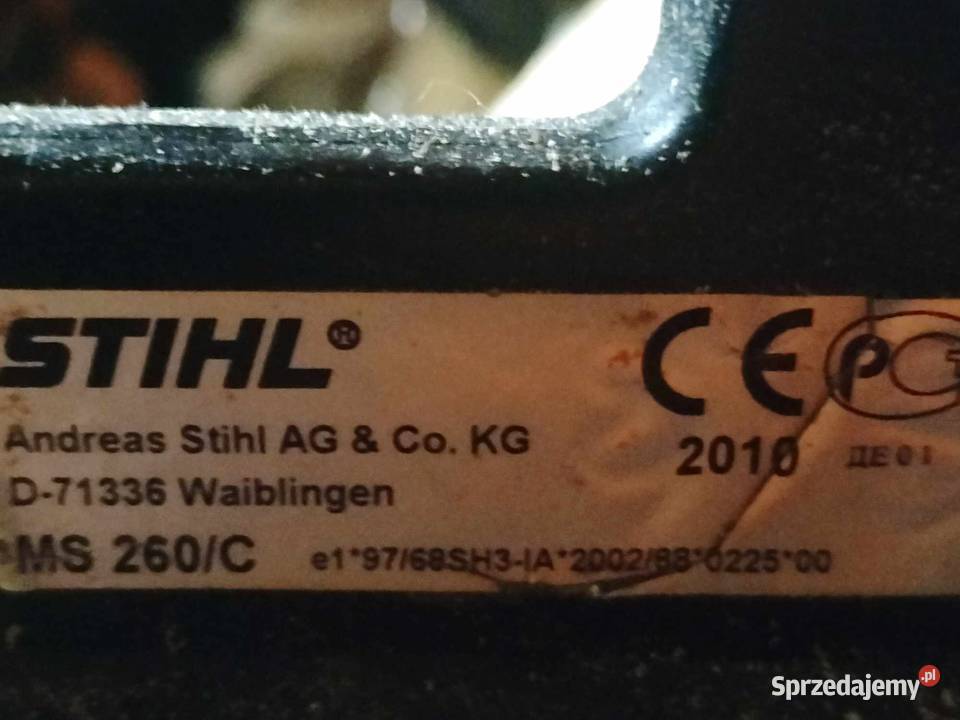 STIHL®
CE PCT
Andreas Stihl AG & Co. KG
2010 ДЕ01
D-71336 Waiblingen
MS 260/C e1*97/68SH3-IA*2002/88*0225*00
Sprzedajemy.pl